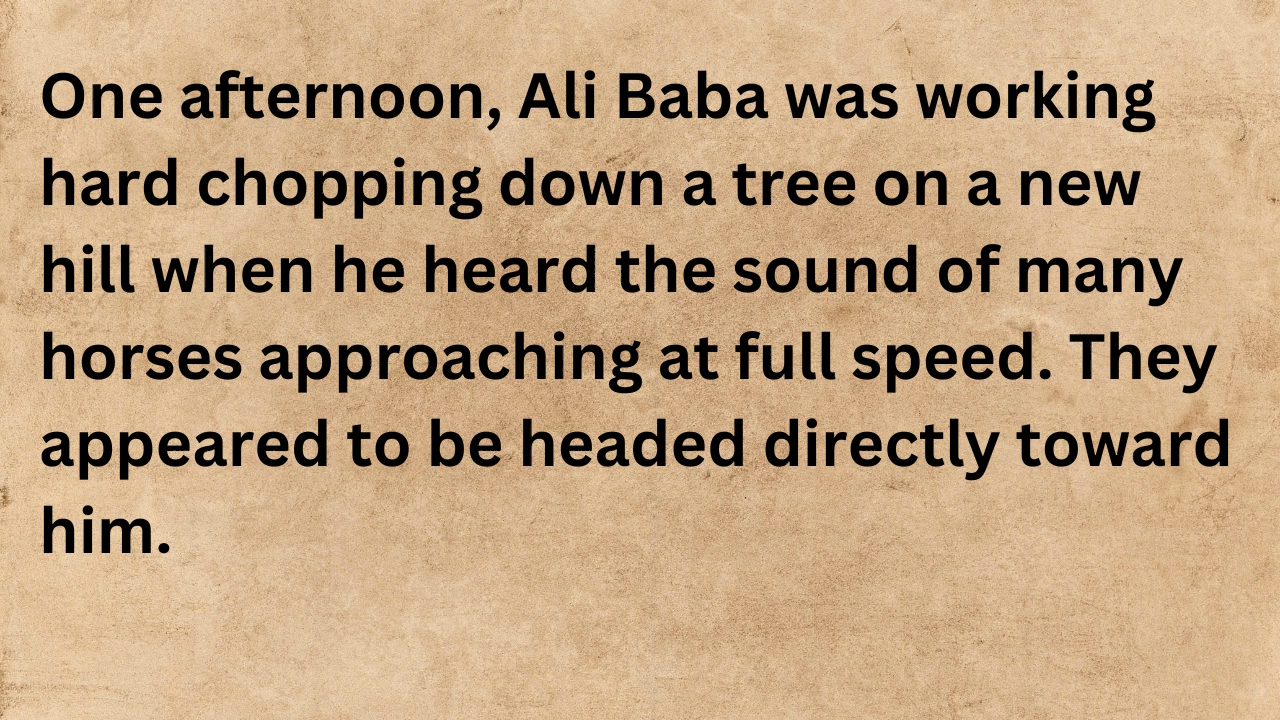 One afternoon, Ali Baba was working
hard chopping down a tree on a new
hill when he heard the sound of many
horses approaching at full speed. They
appeared to be headed directly toward
him.